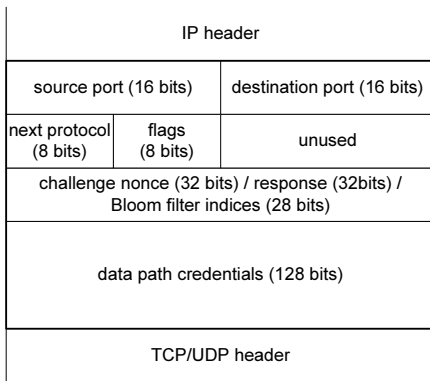 IP header
source port (16 bits)
destination port (16 bits)
next protocol
(8 bits)
flags
(8 bits)
unused
challenge nonce (32 bits) / response (32bits) /
Bloom filter indices (28 bits)
data path credentials (128 bits)
TCP/UDP header